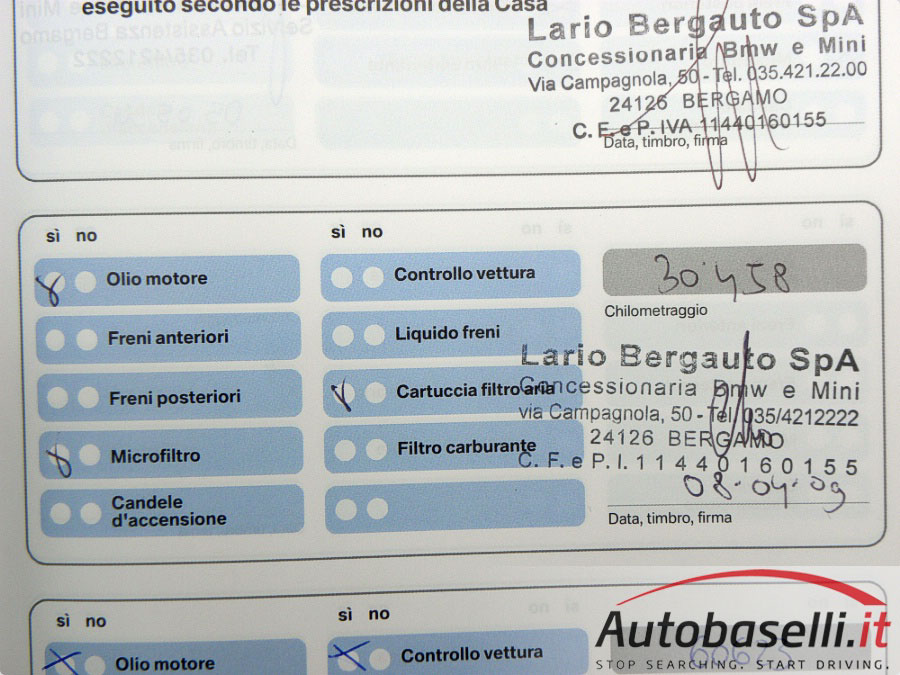 eseguito secondo le prescrizioni della Casa
Lario Bergauto SpA
Concessionaria Bmw e Mini
Via Campagnola, 50 - Tel. 035.421.22.00
24126 BERGAMO
C. F. e P. IVA 11440160155
Data, timbro, firma
sì no
sì no
Olio motore
Controllo vettura
30.458
Chilometraggio
Freni anteriori
Liquido freni
Lario Bergauto SpA
Freni posteriori
Cartuccia filtro aria
Concessionaria Bmw e Mini
via Campagnola, 50 - Tel. 035/4212222
Microfiltro
Filtro carburante
24126 BERGAMO
C. F. e P. I. 11440160155
08.04.09
Candele
d'accensione
Data, timbro, firma
sì no
sì no
Olio motore
Controllo vettura
Autobaselli.it
STOP SEARCHING. START DRIVING.